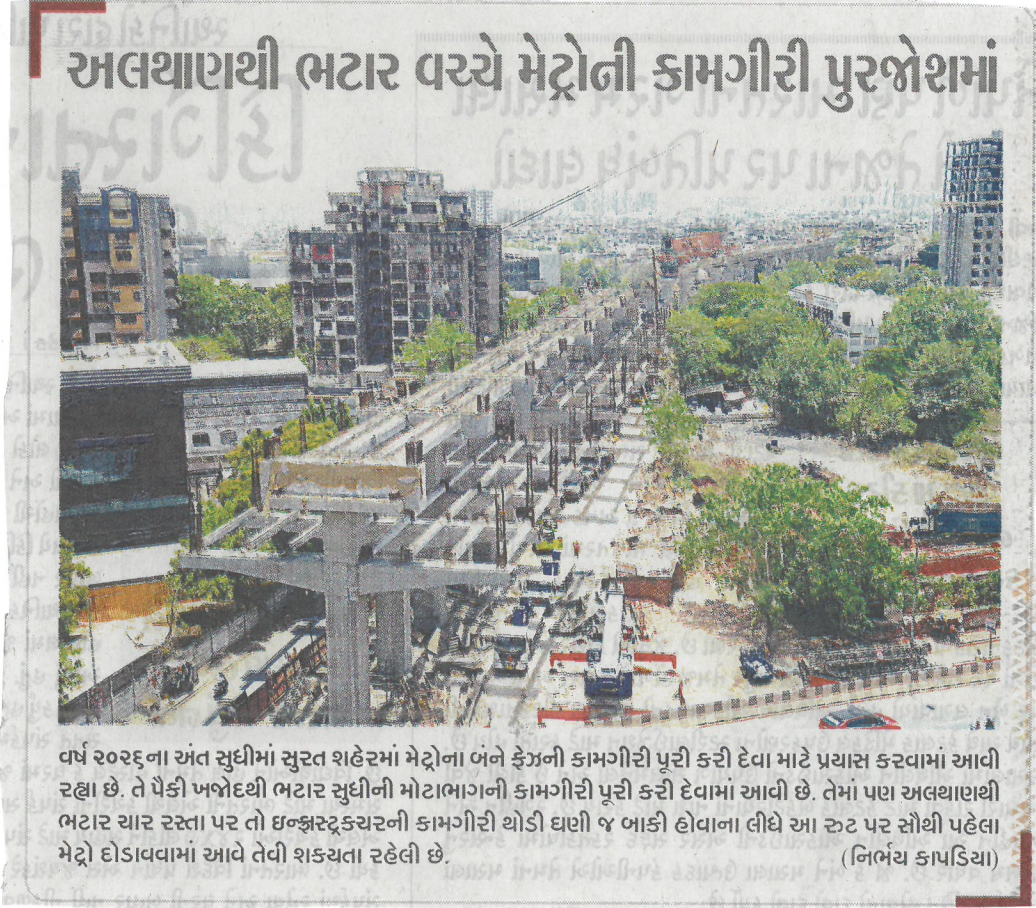 અલથાણથી ભટાર વચ્ચે મેટ્રોની કામગીરી પુરજોશમાં
વર્ષ ૨૦૨૬ના અંત સુધીમાં સુરત શહેરમાં મેટ્રોના બંને ફેઝની કામગીરી પૂરી કરી દેવા માટે પ્રયાસ કરવામાં આવી
રહ્યા છે. તે પૈકી ખજોદથી ભટાર સુધીની મોટાભાગની કામગીરી પૂરી કરી દેવામાં આવી છે. તેમાં પણ અલથાણથી
ભટાર ચાર રસ્તા પર તો ઇન્ફ્રાસ્ટ્રક્ચરની કામગીરી થોડી ઘણી જ બાકી હોવાના લીધે આ રુટ પર સૌથી પહેલા
મેટ્રો દોડાવવામાં આવે તેવી શક્યતા રહેલી છે. (નિર્ભય કાપડિયા)